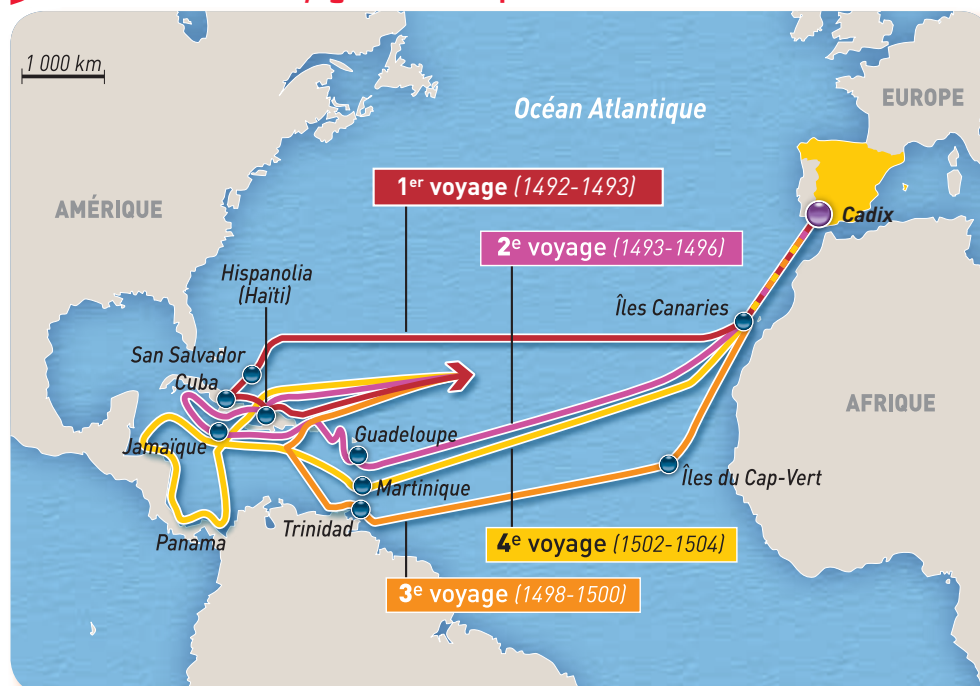 1 000 km
Océan Atlantique
EUROPE
1er voyage (1492-1493)
AMÉRIQUE
Cadix
2e voyage (1493-1496)
Hispanolia
(Haïti)
Îles Canaries
San Salvador
Cuba
AFRIQUE
Jamaïque
Guadeloupe
Îles du Cap-Vert
Martinique
Trinidad
Panama
4e voyage (1502-1504)
3e voyage (1498-1500)